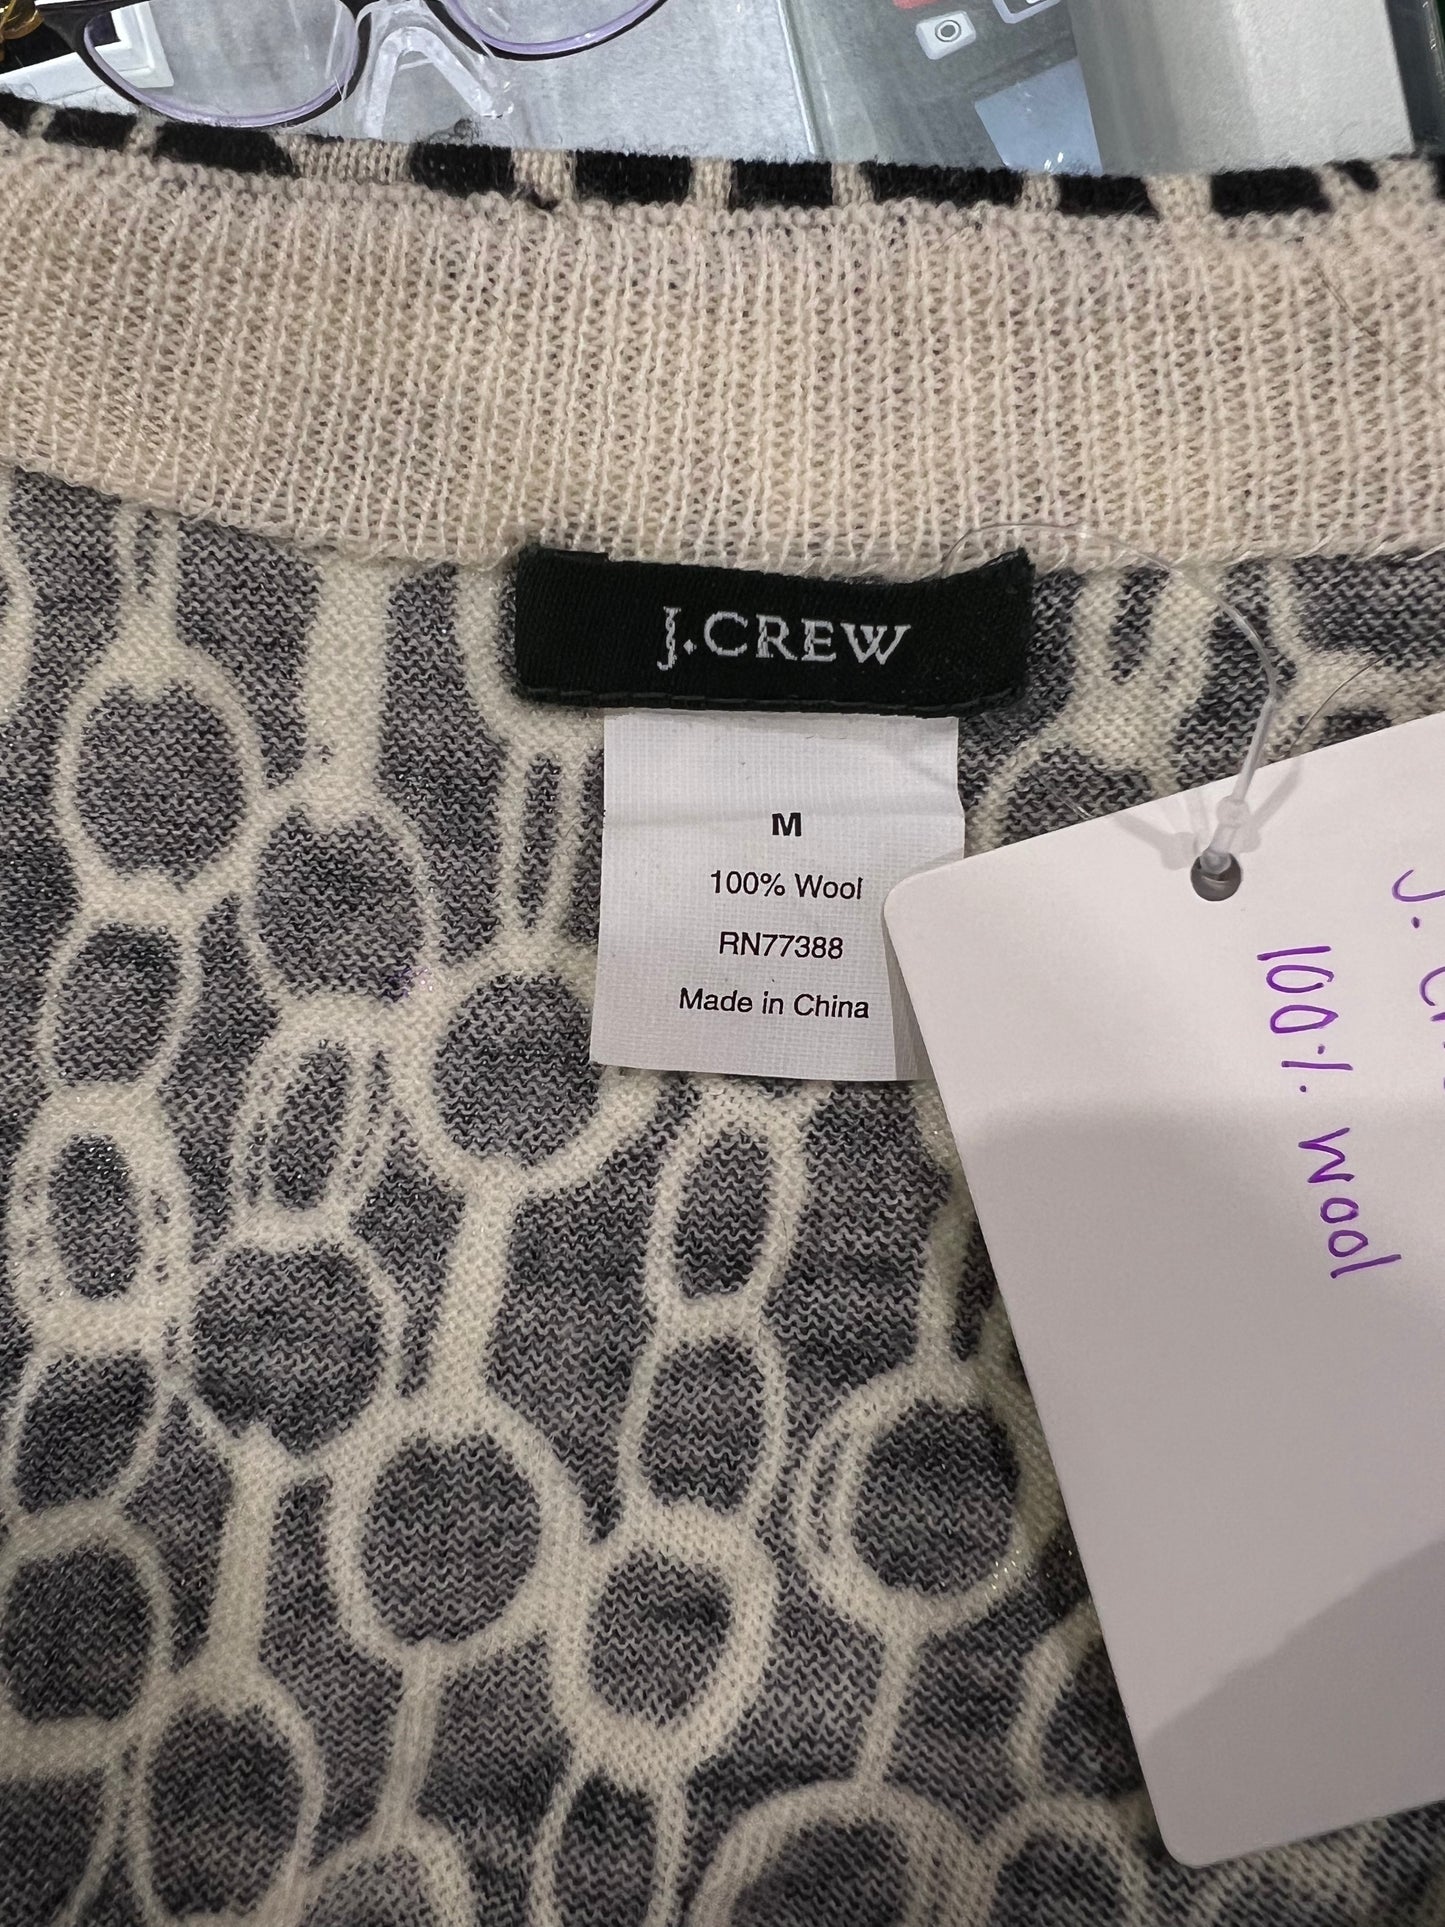 J.CREW
M
100% Wool
RN77388
Made in China
J.
100% wool